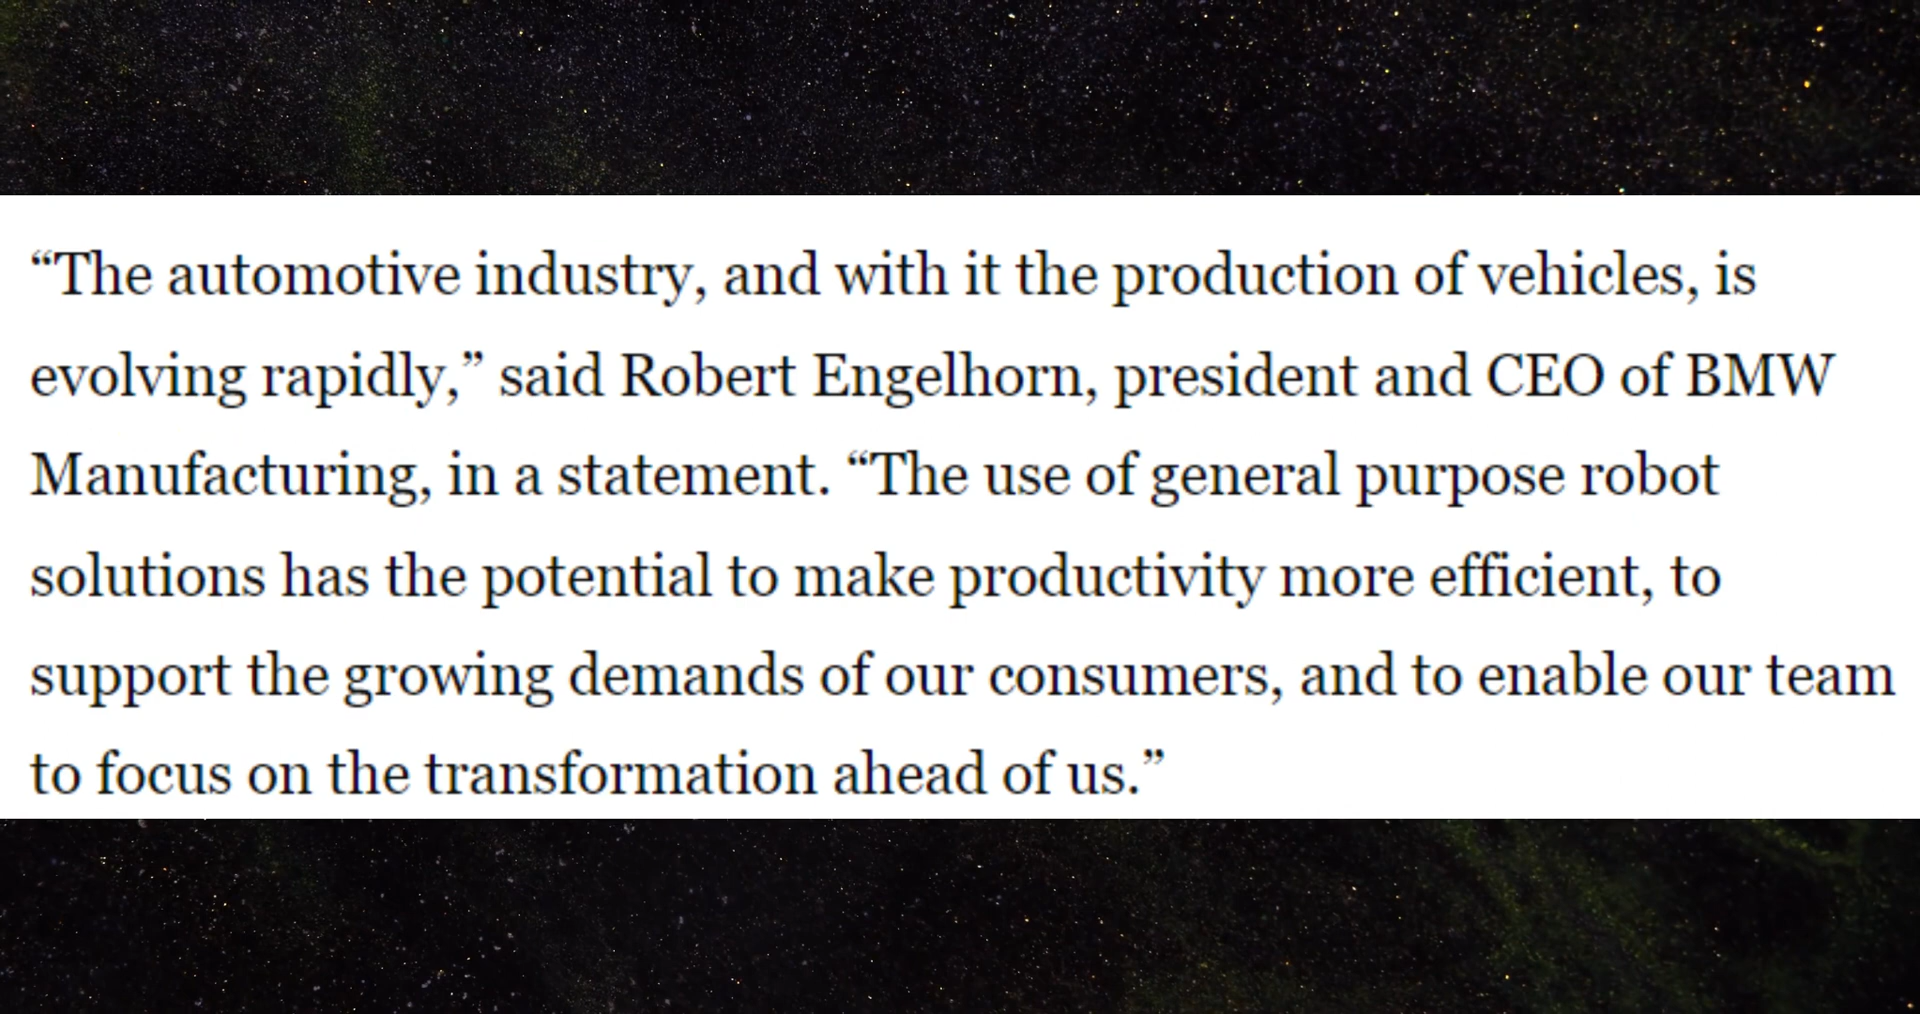 “The automotive industry, and with it the production of vehicles, is
evolving rapidly,” said Robert Engelhorn, president and CEO of BMW
Manufacturing, in a statement. “The use of general purpose robot
solutions has the potential to make productivity more efficient, to
support the growing demands of our consumers, and to enable our team
to focus on the transformation ahead of us.”